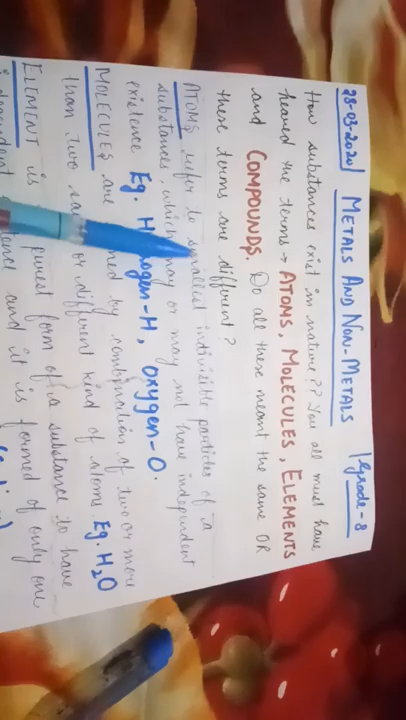 28-03-2020 METALS AND NON-METALS Grade-8
How substances exist in nature?? You all must have
heared the terms → ATOMS, MOLECULES, ELEMENTS
and COMPOUNDS. Do all these meant the same OR
these terms are different?
ATOMS refer to smallest indivisible particles of a
substances, which may or may not have independent
existence Eg. Hydrogen-H, Oxygen-O.
MOLECULES are by combination of two or more
than two or different kind of atoms. Eg. H2O
ELEMENT is purest form of a substance to have
and it is formed of only one